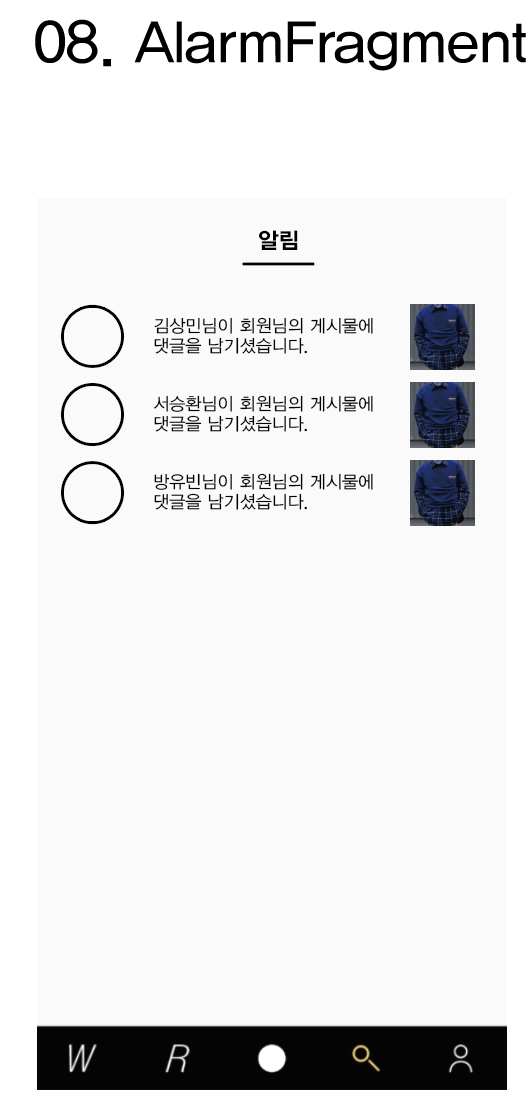 08. AlarmFragment
알림
김상민님이 회원님의 게시물에
댓글을 남기셨습니다.
서승환님이 회원님의 게시물에
댓글을 남기셨습니다.
방유빈님이 회원님의 게시물에
댓글을 남기셨습니다.
W R